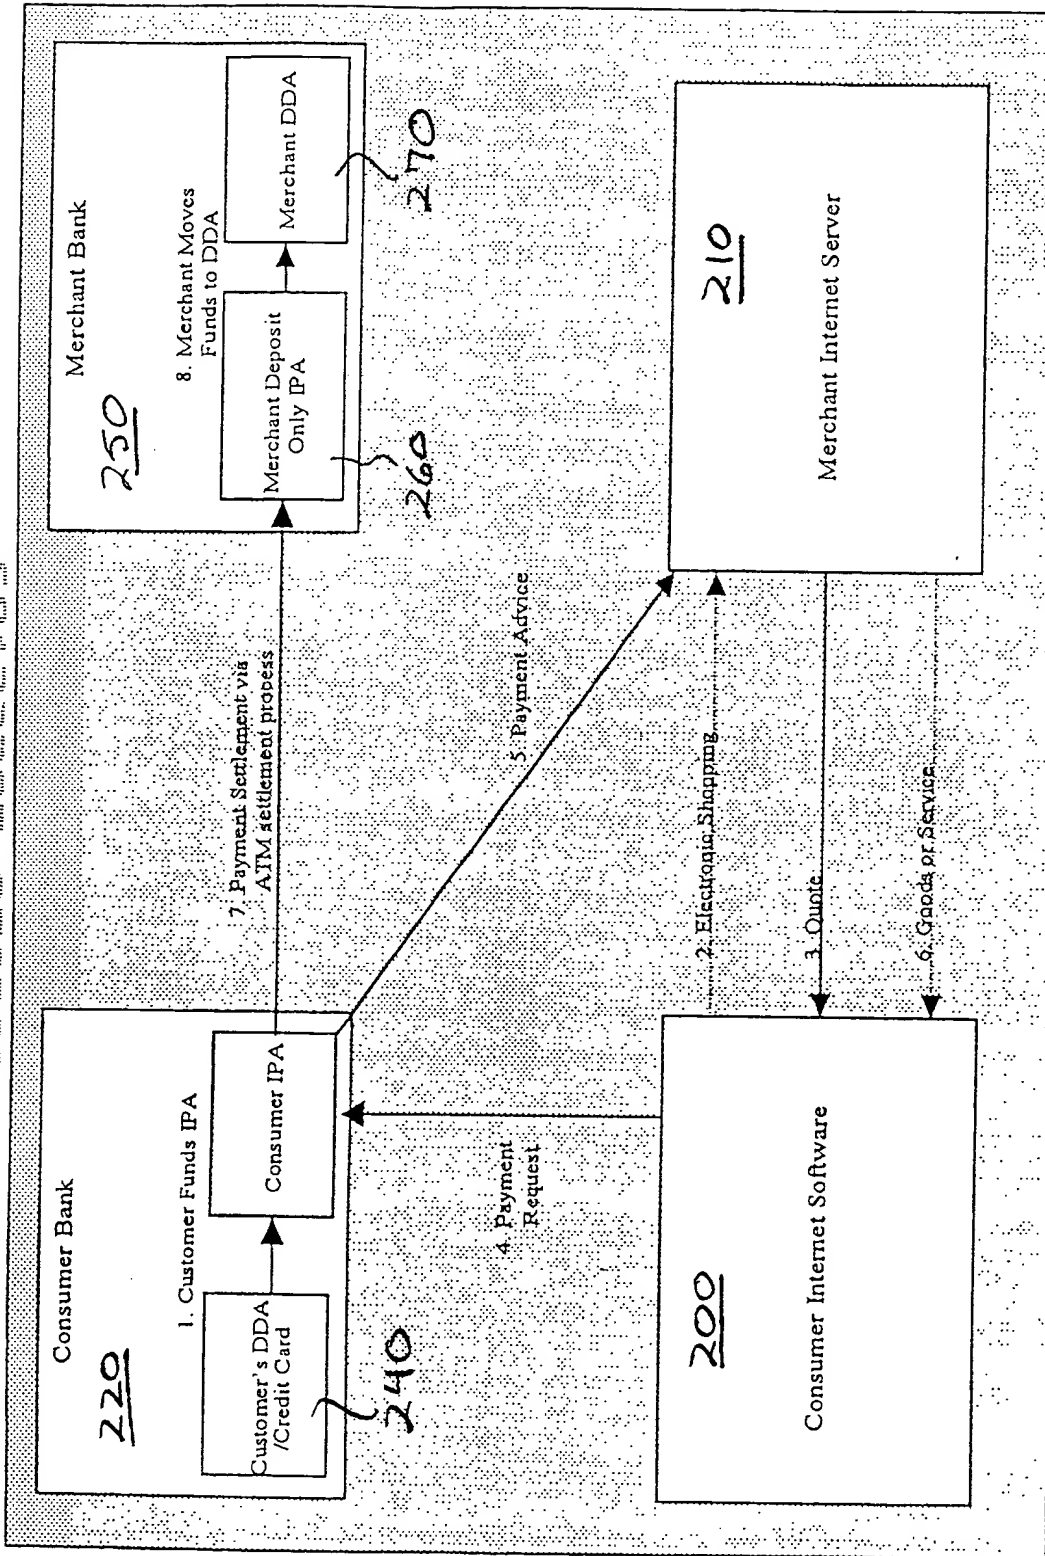 Consumer Bank
220
1. Customer Funds IPA
Customer's DDA
/Credit Card
240
Consumer IPA
7. Payment Settlement via
ATM settlement process
Merchant Bank
250
8. Merchant Moves
Funds to DDA
Merchant Deposit
Only IPA
260
Merchant DDA
270
4. Payment
Request
5. Payment Advice
2. Electronic Shopping
3. Quote
6. Goods or Service
200
Consumer Internet Software
210
Merchant Internet Server